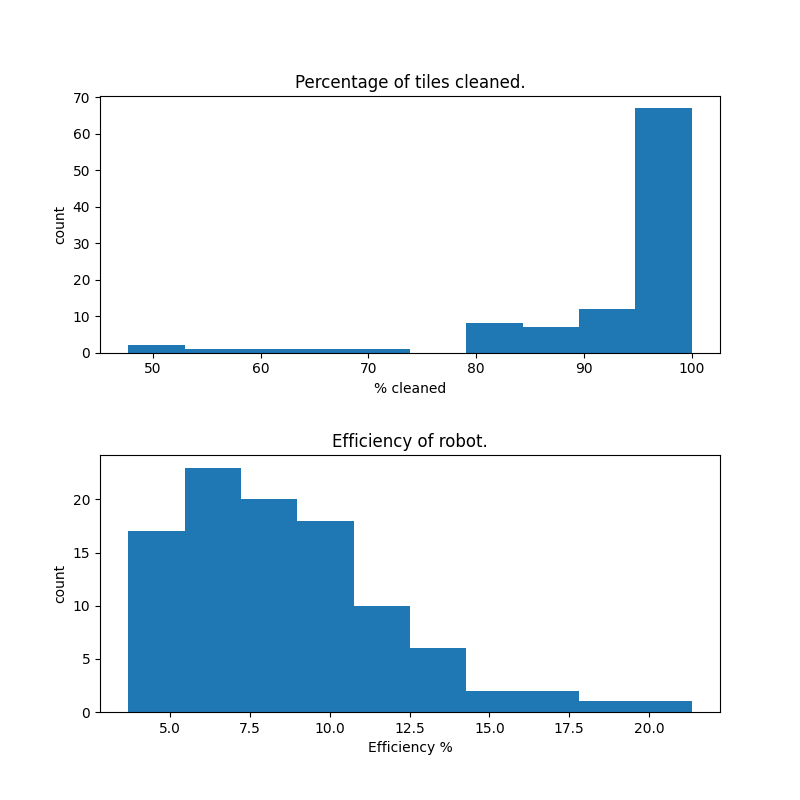 Percentage of tiles cleaned.
70
60
50
40
30
20
10
0
count
50 60 70 80 90 100
% cleaned
Efficiency of robot.
20
15
10
5
0
count
5.0 7.5 10.0 12.5 15.0 17.5 20.0
Efficiency %